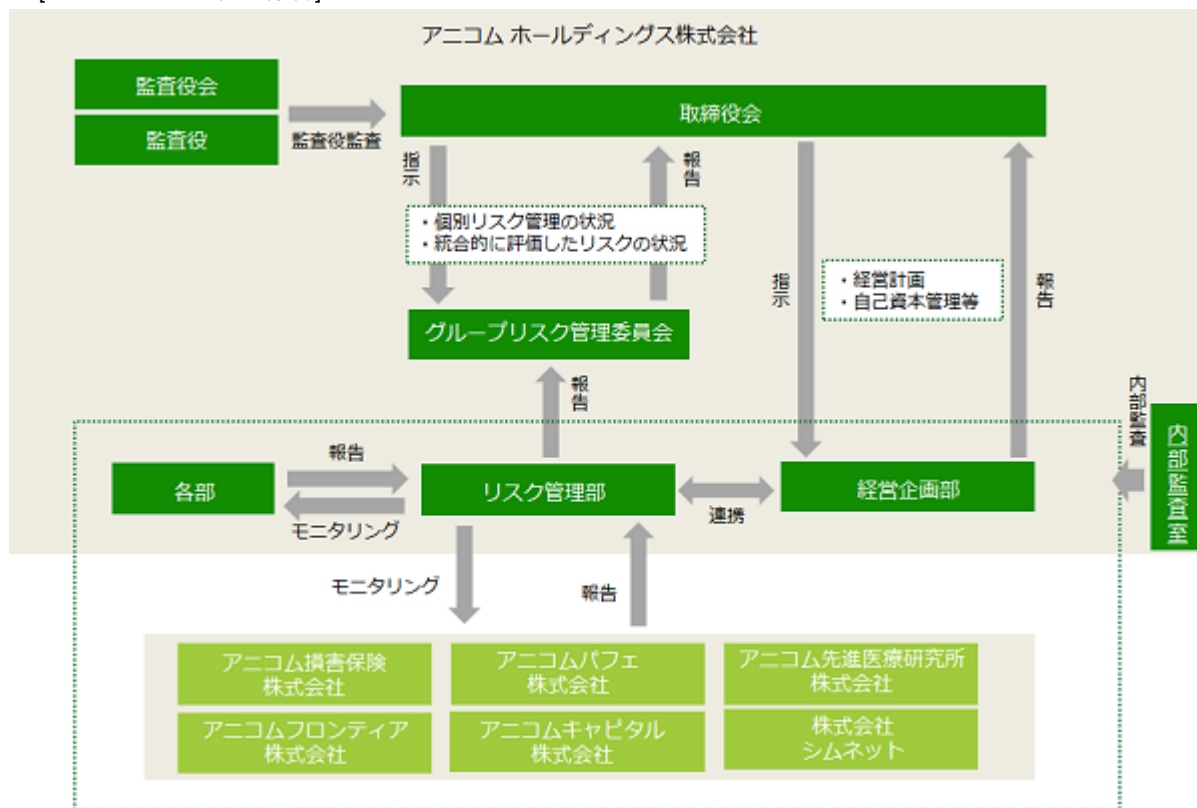 アニコム ホールディングス株式会社
監査役会
監査役
監査役監査
取締役会
指示
報告
・個別リスク管理の状況
・統合的に評価したリスクの状況
指示
・経営計画
・自己資本管理等
報告
グループリスク管理委員会
報告
内部監査
内部監査室
各部
報告
モニタリング
リスク管理部
連携
経営企画部
モニタリング
報告
アニコム損害保険
株式会社
アニコムパフェ
株式会社
アニコム先進医療研究所
株式会社
アニコムフロンティア
株式会社
アニコムキャピタル
株式会社
株式会社
シムネット